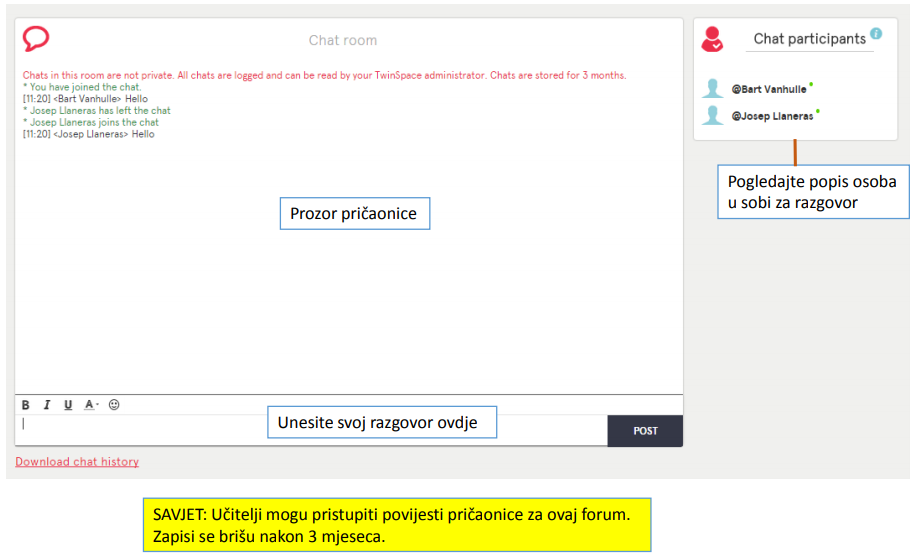 Chat room
Chats in this room are not private. All chats are logged and can be read by your TwinSpace administrator. Chats are stored for 3 months.
* You have joined the chat.
[11:20] <Bart Vanhulle> Hello
* Josep Llaneras has left the chat
* Josep Llaneras joins the chat
[11:20] <Josep Llaneras> Hello
Prozor pričaonice
B I U A
Unesite svoj razgovor ovdje
POST
Download chat history
Chat participants i
@Bart Vanhulle
@Josep Llaneras
Pogledajte popis osoba
u sobi za razgovor
SAVJET: Učitelji mogu pristupiti povijesti pričaonice za ovaj forum.
Zapisi se brišu nakon 3 mjeseca.